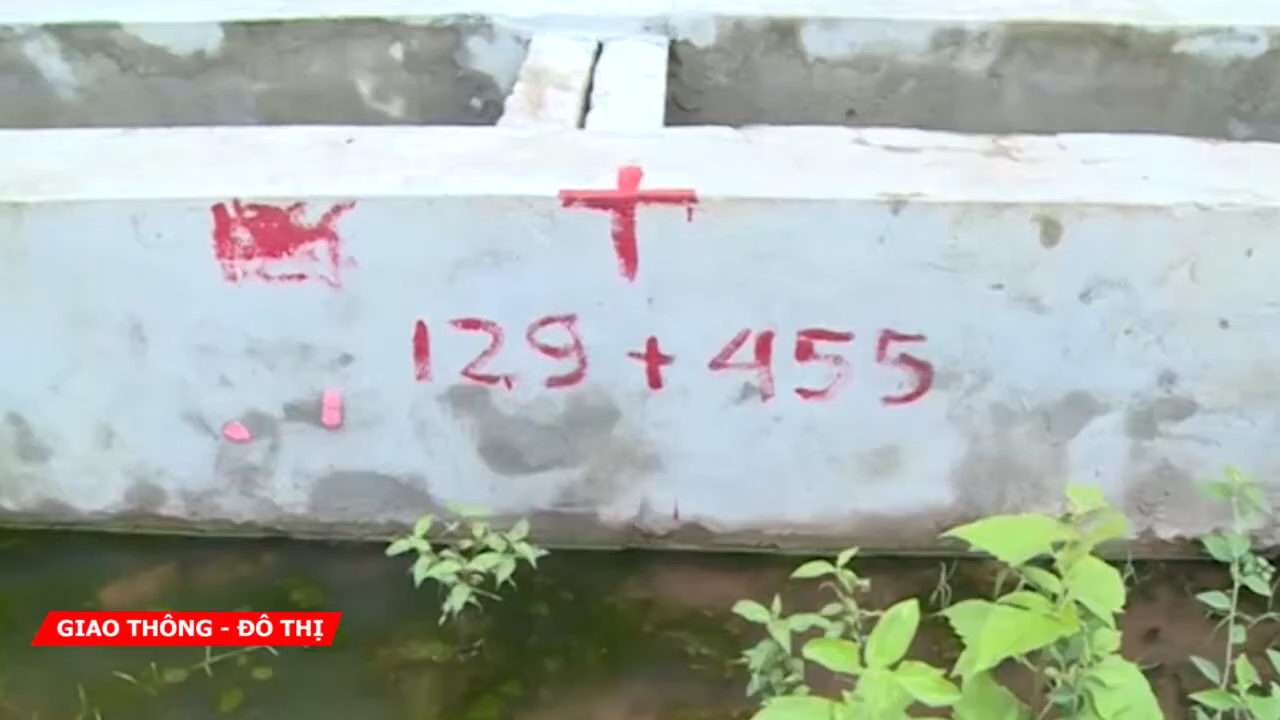 129 + 455
GIAO THÔNG - ĐÔ THỊ